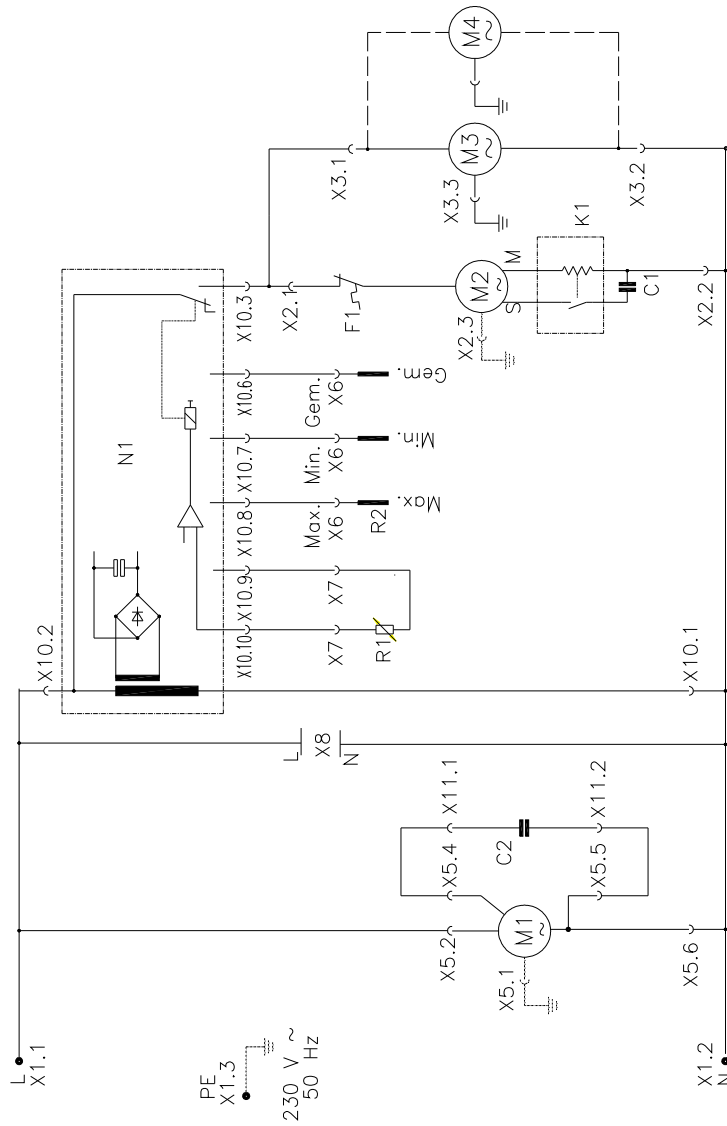 L
X1.1
PE
X1.3
230 V ~
50 Hz
X1.2
N
X5.2
X5.1
M1
~
X5.6
X5.4
X11.1
C2
X5.5
X11.2
L
X8
N
X10.2
X10.1
N1
X10.10
X7
R1
X10.9
X7
X10.8
Max.
X6
R2
Max.
X10.7
Min.
X6
Min.
X10.6
Gem.
X6
Gem.
X10.3
X2.1
F1
X2.3
M2
~
S
M
K1
C1
X2.2
X3.1
X3.3
M3
~
X3.2
M4
~